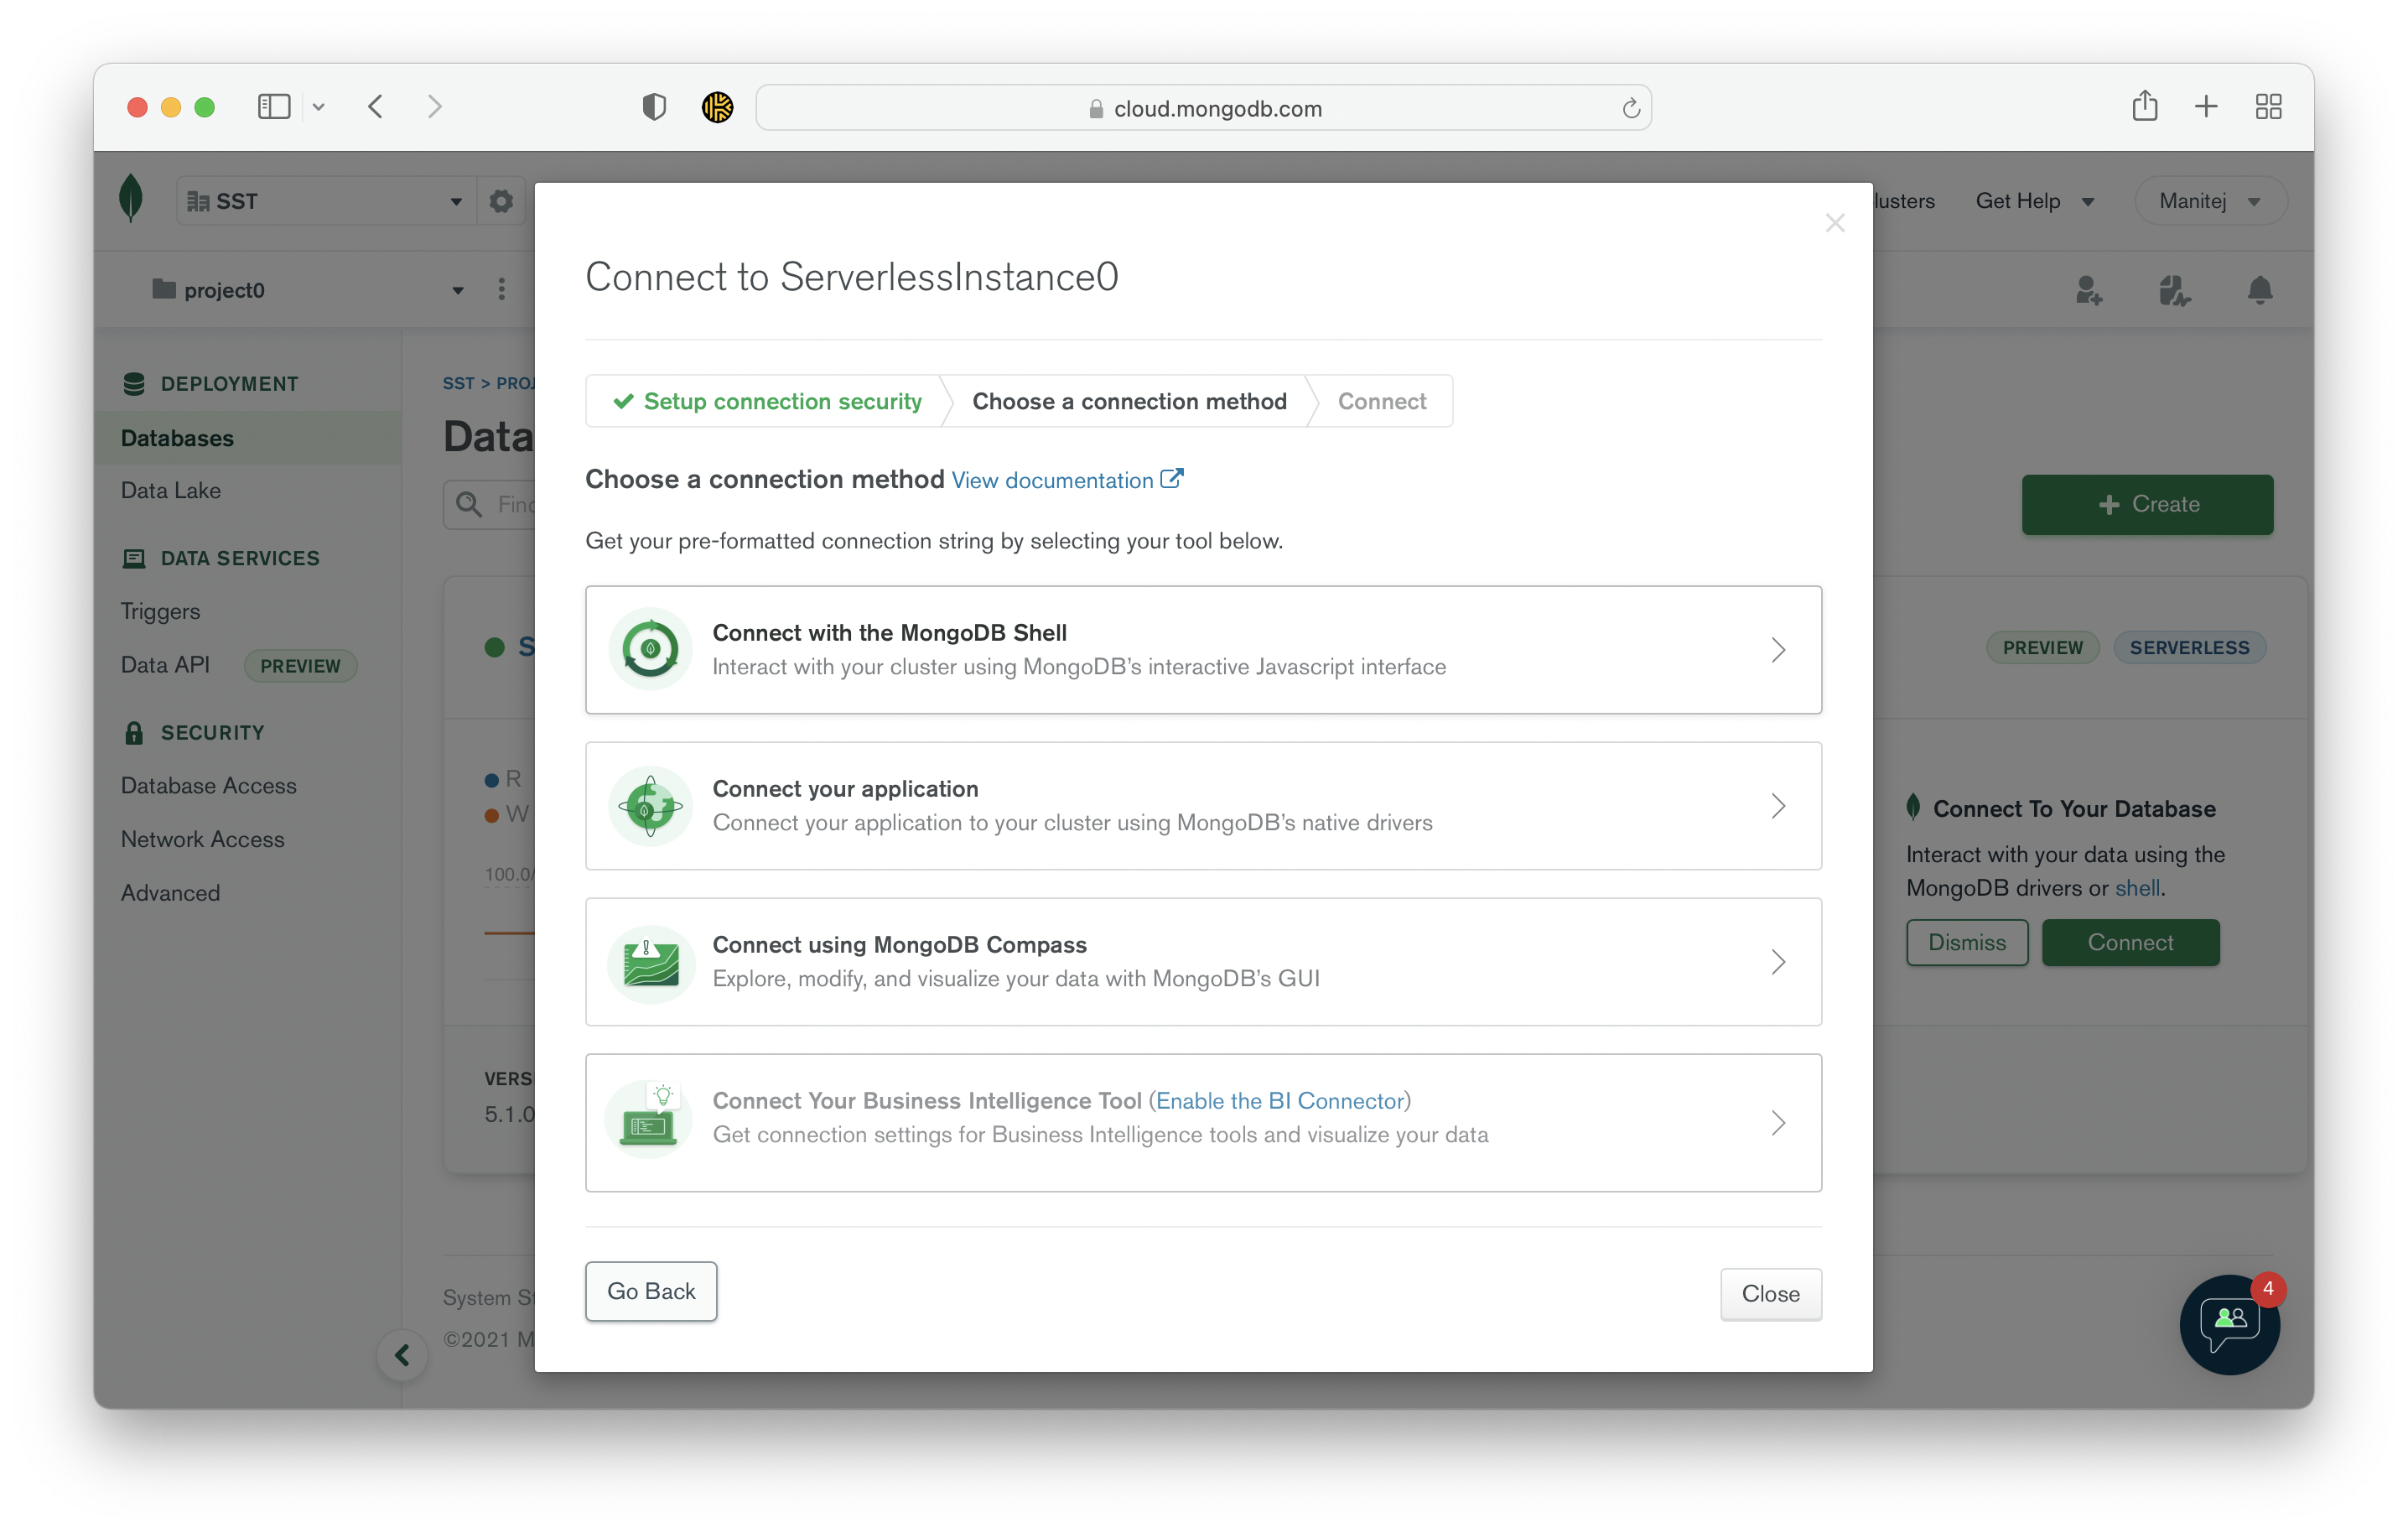 cloud.mongodb.com
SST
lusters
Get Help
Manitej
project0
DEPLOYMENT
Databases
Data Lake
DATA SERVICES
Triggers
Data API PREVIEW
SECURITY
Database Access
Network Access
Advanced
SST > PROJ
Data
Find
S
R
W
100.0/
VERS
5.1.0
System St
©2021 M
Connect to ServerlessInstance0
Setup connection security
Choose a connection method
Connect
Choose a connection method View documentation
Get your pre-formatted connection string by selecting your tool below.
Connect with the MongoDB Shell
Interact with your cluster using MongoDB’s interactive Javascript interface
Connect your application
Connect your application to your cluster using MongoDB’s native drivers
Connect using MongoDB Compass
Explore, modify, and visualize your data with MongoDB’s GUI
Connect Your Business Intelligence Tool (Enable the BI Connector)
Get connection settings for Business Intelligence tools and visualize your data
Go Back
Close
Create
PREVIEW
SERVERLESS
Connect To Your Database
Interact with your data using the
MongoDB drivers or shell.
Dismiss
Connect
4